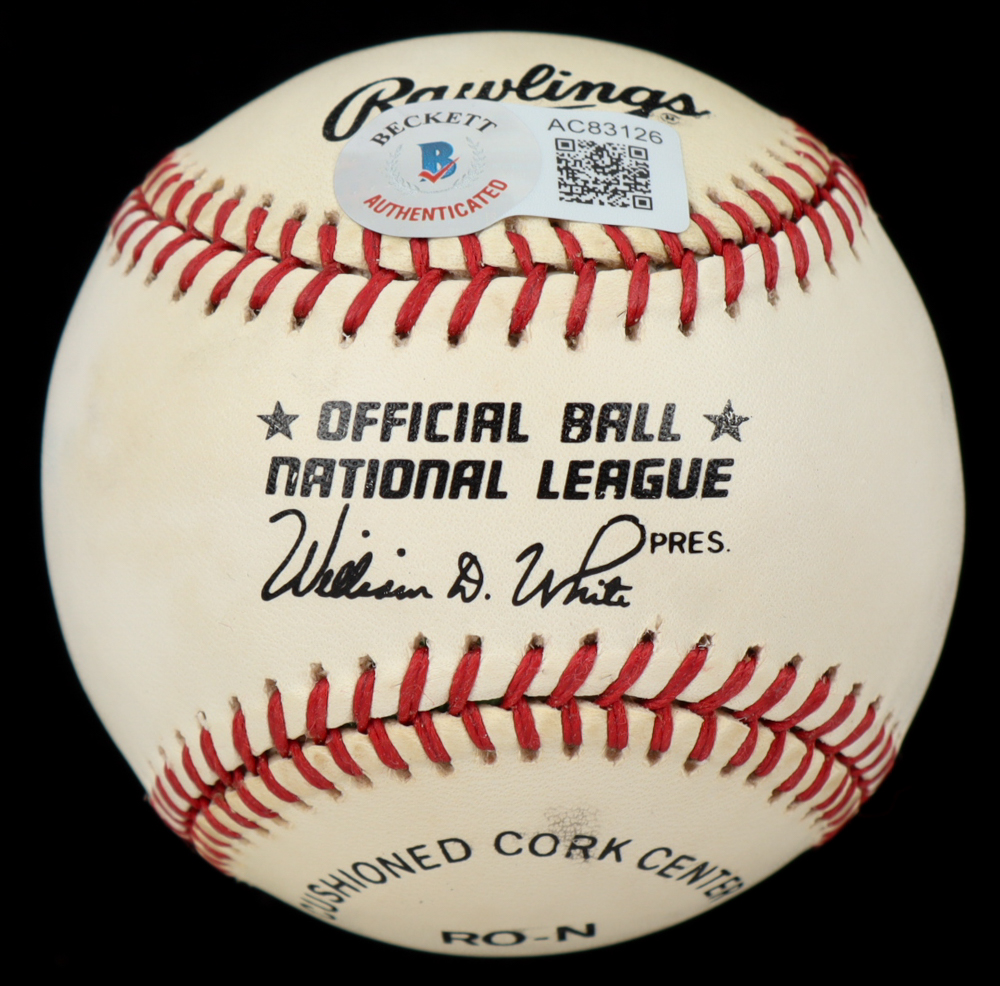 Rawlings®
BECKETT
B
AUTHENTICATED
AC83126
★ OFFICIAL BALL ★
NATIONAL LEAGUE
William D. White PRES.
CUSHIONED CORK CENTER
RO-N